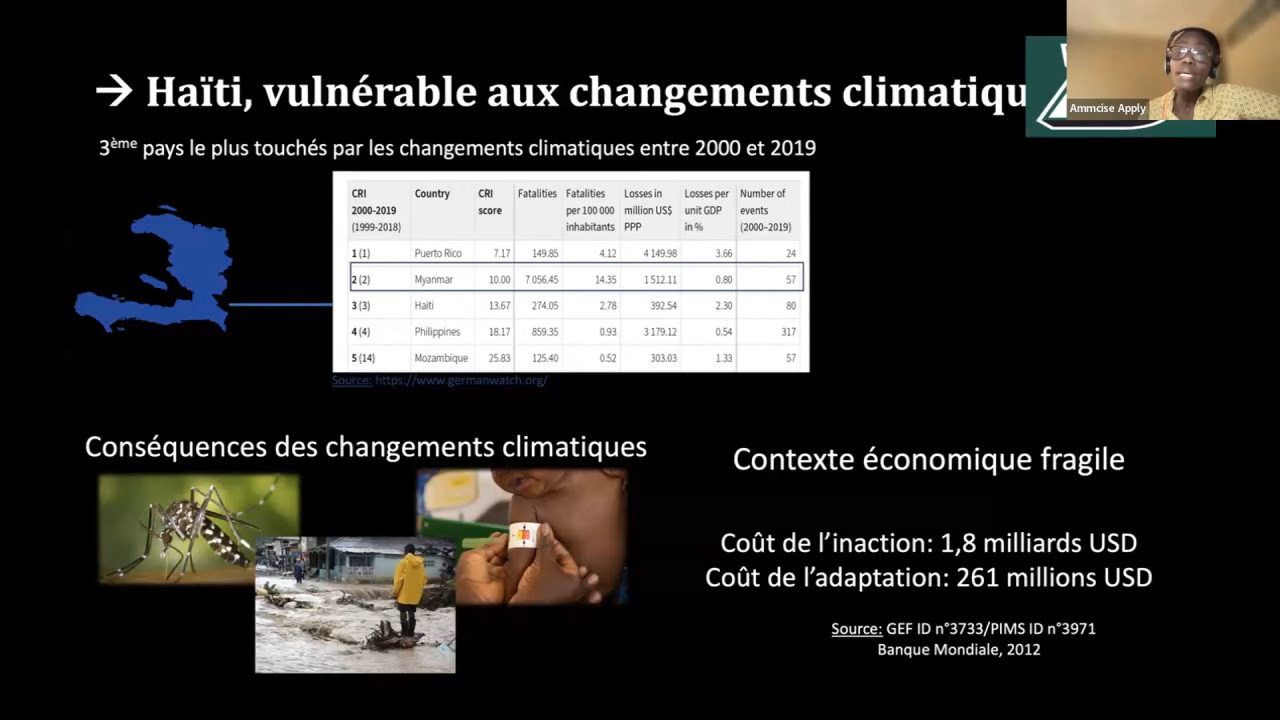 → Haïti, vulnérable aux changements climatiqu
Ammcise Apply
3ème pays le plus touchés par les changements climatiques entre 2000 et 2019
CRI 2000-2019 (1999-2018) Country CRI score Fatalities Fatalities per 100 000 inhabitants Losses in million US$ PPP Losses per unit GDP in % Number of events (2000–2019)
1 (1) Puerto Rico 7.17 149.85 4.12 4 149.98 3.66 24
2 (2) Myanmar 10.00 7 056.45 14.35 1 512.11 0.80 57
3 (3) Haiti 13.67 274.05 2.78 392.54 2.30 80
4 (4) Philippines 18.17 859.35 0.93 3 179.12 0.54 317
5 (14) Mozambique 25.83 125.40 0.52 303.03 1.33 57
Source: https://www.germanwatch.org/
Conséquences des changements climatiques
Contexte économique fragile
Coût de l’inaction: 1,8 milliards USD
Coût de l’adaptation: 261 millions USD
Source: GEF ID n°3733/PIMS ID n°3971
Banque Mondiale, 2012